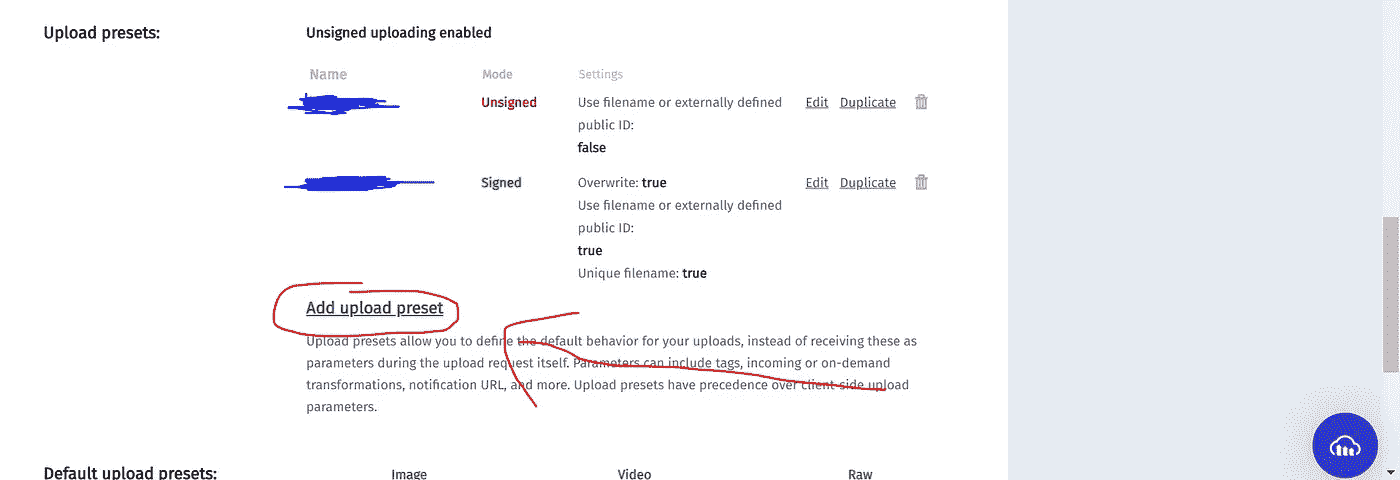 Upload presets:
Unsigned uploading enabled
Name Mode Settings
Unsigned Use filename or externally defined Edit Duplicate
public ID:
false
Signed Overwrite: true Edit Duplicate
Use filename or externally defined
public ID:
true
Unique filename: true
Add upload preset
Upload presets allow you to define the default behavior for your uploads, instead of receiving these as
parameters during the upload request itself. Parameters can include tags, incoming or on-demand
transformations, notification URL, and more. Upload presets have precedence over client-side upload
parameters.
Default upload presets: Image Video Raw